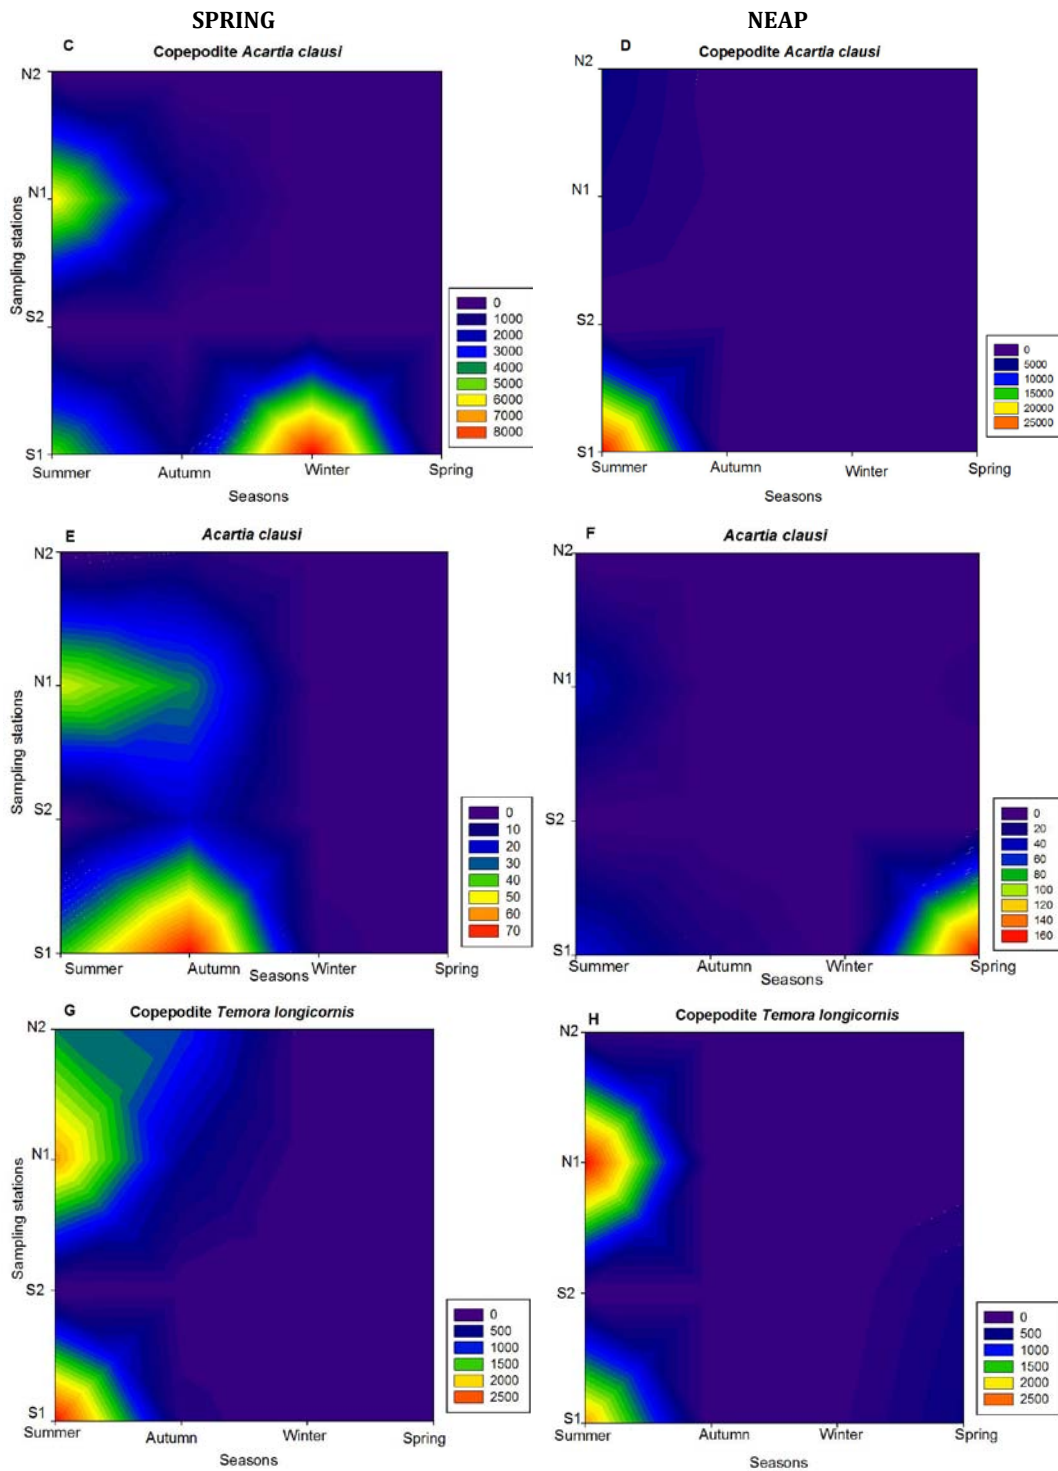 SPRING
NEAP
C
Copepodite Acartia clausi
N2
N1
S2
S1
Sampling stations
Summer
Autumn
Winter
Spring
Seasons
0
1000
2000
3000
4000
5000
6000
7000
8000
D
Copepodite Acartia clausi
N2
N1
S2
S1
Summer
Autumn
Winter
Spring
Seasons
0
5000
10000
15000
20000
25000
E
Acartia clausi
N2
N1
S2
S1
Sampling stations
Summer
Autumn
Winter
Spring
Seasons
0
10
20
30
40
50
60
70
F
Acartia clausi
N2
N1
S2
S1
Summer
Autumn
Winter
Spring
Seasons
0
20
40
60
80
100
120
140
160
G
Copepodite Temora longicornis
N2
N1
S2
S1
Sampling stations
Summer
Autumn
Winter
Spring
Seasons
0
500
1000
1500
2000
2500
H
Copepodite Temora longicornis
N2
N1
S2
S1
Summer
Autumn
Winter
Spring
Seasons
0
500
1000
1500
2000
2500